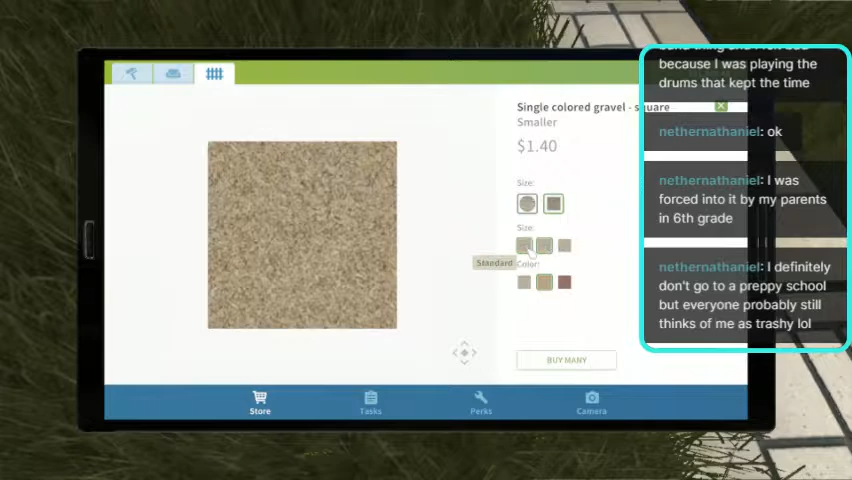 Single colored gravel - square
Smaller
$1.40
Size:
Size:
Standard
Color:
BUY MANY
Store
Tasks
Perks
Camera
because I was playing the
drums that kept the time
nethernathaniel: ok
nethernathaniel: I was
forced into it by my parents
in 6th grade
nethernathaniel: I definitely
don't go to a preppy school
but everyone probably still
thinks of me as trashy lol